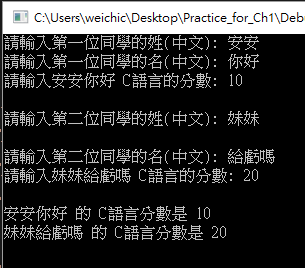 C:\Users\weichic\Desktop\Practice_for_Ch1\Deb
請輸入第一位同學的姓(中文): 安安
請輸入第一位同學的名(中文): 你好
請輸入安安你好 C語言的分數: 10
請輸入第二位同學的姓(中文): 妹妹
請輸入第二位同學的名(中文): 給虧嗎
請輸入妹妹給虧嗎 C語言的分數: 20
安安你好 的 C語言分數是 10
妹妹給虧嗎 的 C語言分數是 20